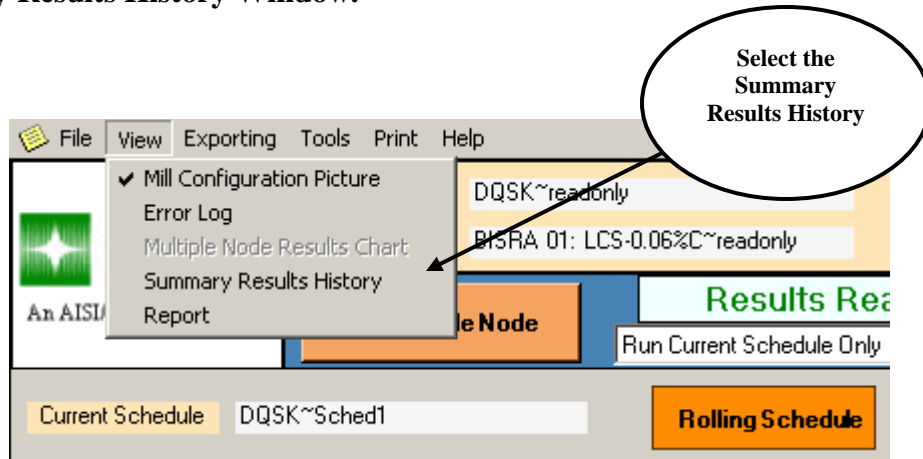 Results History Window.
Select the
Summary
Results History
File View Exporting Tools Print Help
Mill Configuration Picture
Error Log
Multiple Node Results Chart
Summary Results History
Report
DQSK~readonly
BISRA 01: LCS-0.06%C~readonly
An AISI/
le Node
Results Rea
Run Current Schedule Only
Current Schedule DQSK~Sched1
Rolling Schedule